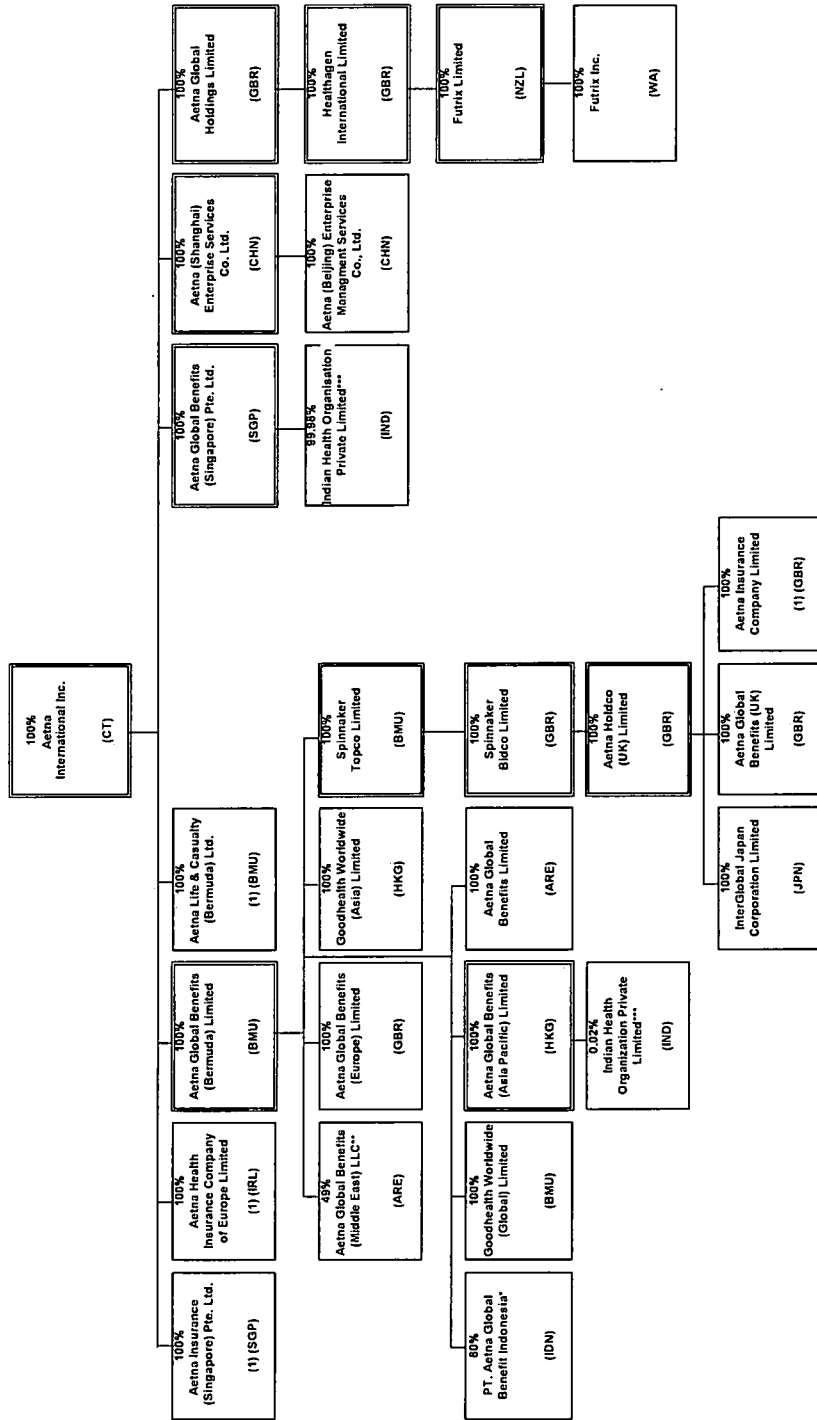 100%
Aetna
International Inc.
(CT)
100%
Aetna Insurance
(Singapore) Pte. Ltd.
(1) (SGP)
100%
Aetna Health
Insurance Company
of Europe Limited
(1) (IRL)
100%
Aetna Global Benefits
(Bermuda) Limited
(BMU)
100%
Aetna Life & Casualty
(Bermuda) Ltd.
(1) (BMU)
100%
Aetna Global Benefits
(Singapore) Pte. Ltd.
(SGP)
100%
Aetna (Shanghai)
Enterprise Services
Co. Ltd.
(CHN)
100%
Aetna Global
Holdings Limited
(GBR)
49%
Aetna Global Benefits
(Middle East) LLC**
(ARE)
100%
Aetna Global Benefits
(Europe) Limited
(GBR)
100%
Goodhealth Worldwide
(Asia) Limited
(HKG)
100%
Spinnaker
Topco Limited
(BMU)
99.98%
Indian Health Organisation
Private Limited***
(IND)
100%
Aetna (Beijing) Enterprise
Managment Services
Co., Ltd.
(CHN)
100%
Healthagen
International Limited
(GBR)
80%
PT. Aetna Global
Benefit Indonesia*
(IDN)
100%
Goodhealth Worldwide
(Global) Limited
(BMU)
100%
Aetna Global Benefits
(Asia Pacific) Limited
(HKG)
100%
Aetna Global
Benefits Limited
(ARE)
100%
Spinnaker
Bidco Limited
(GBR)
100%
Futrix Limited
(NZL)
0.02%
Indian Health
Organization Private
Limited***
(IND)
100%
Aetna Holdco
(UK) Limited
(GBR)
100%
Futrix Inc.
(WA)
100%
InterGlobal Japan
Corporation Limited
(JPN)
100%
Aetna Global
Benefits (UK)
Limited
(GBR)
100%
Aetna Insurance
Company Limited
(1) (GBR)